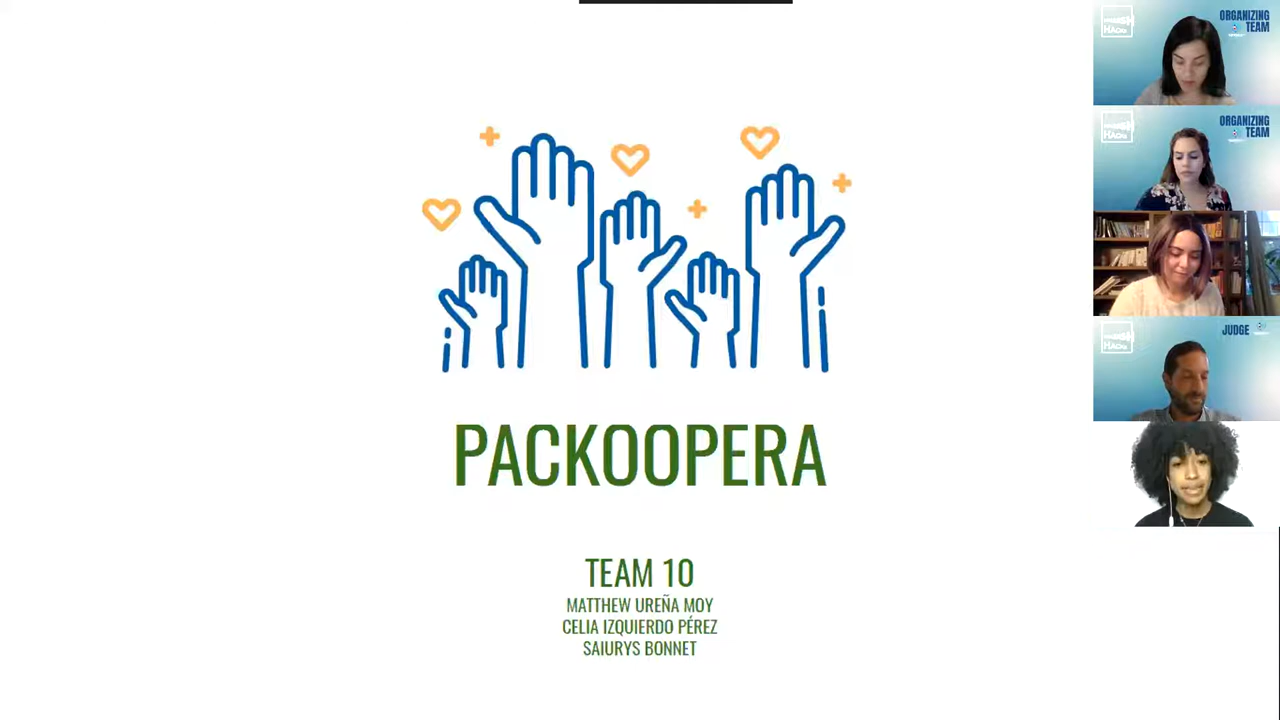 PACKOOPERA
TEAM 10
MATTHEW UREÑA MOY
CELIA IZQUIERDO PÉREZ
SAIURYS BONNET
ORGANIZING
TEAM
ORGANIZING
TEAM
JUDGE